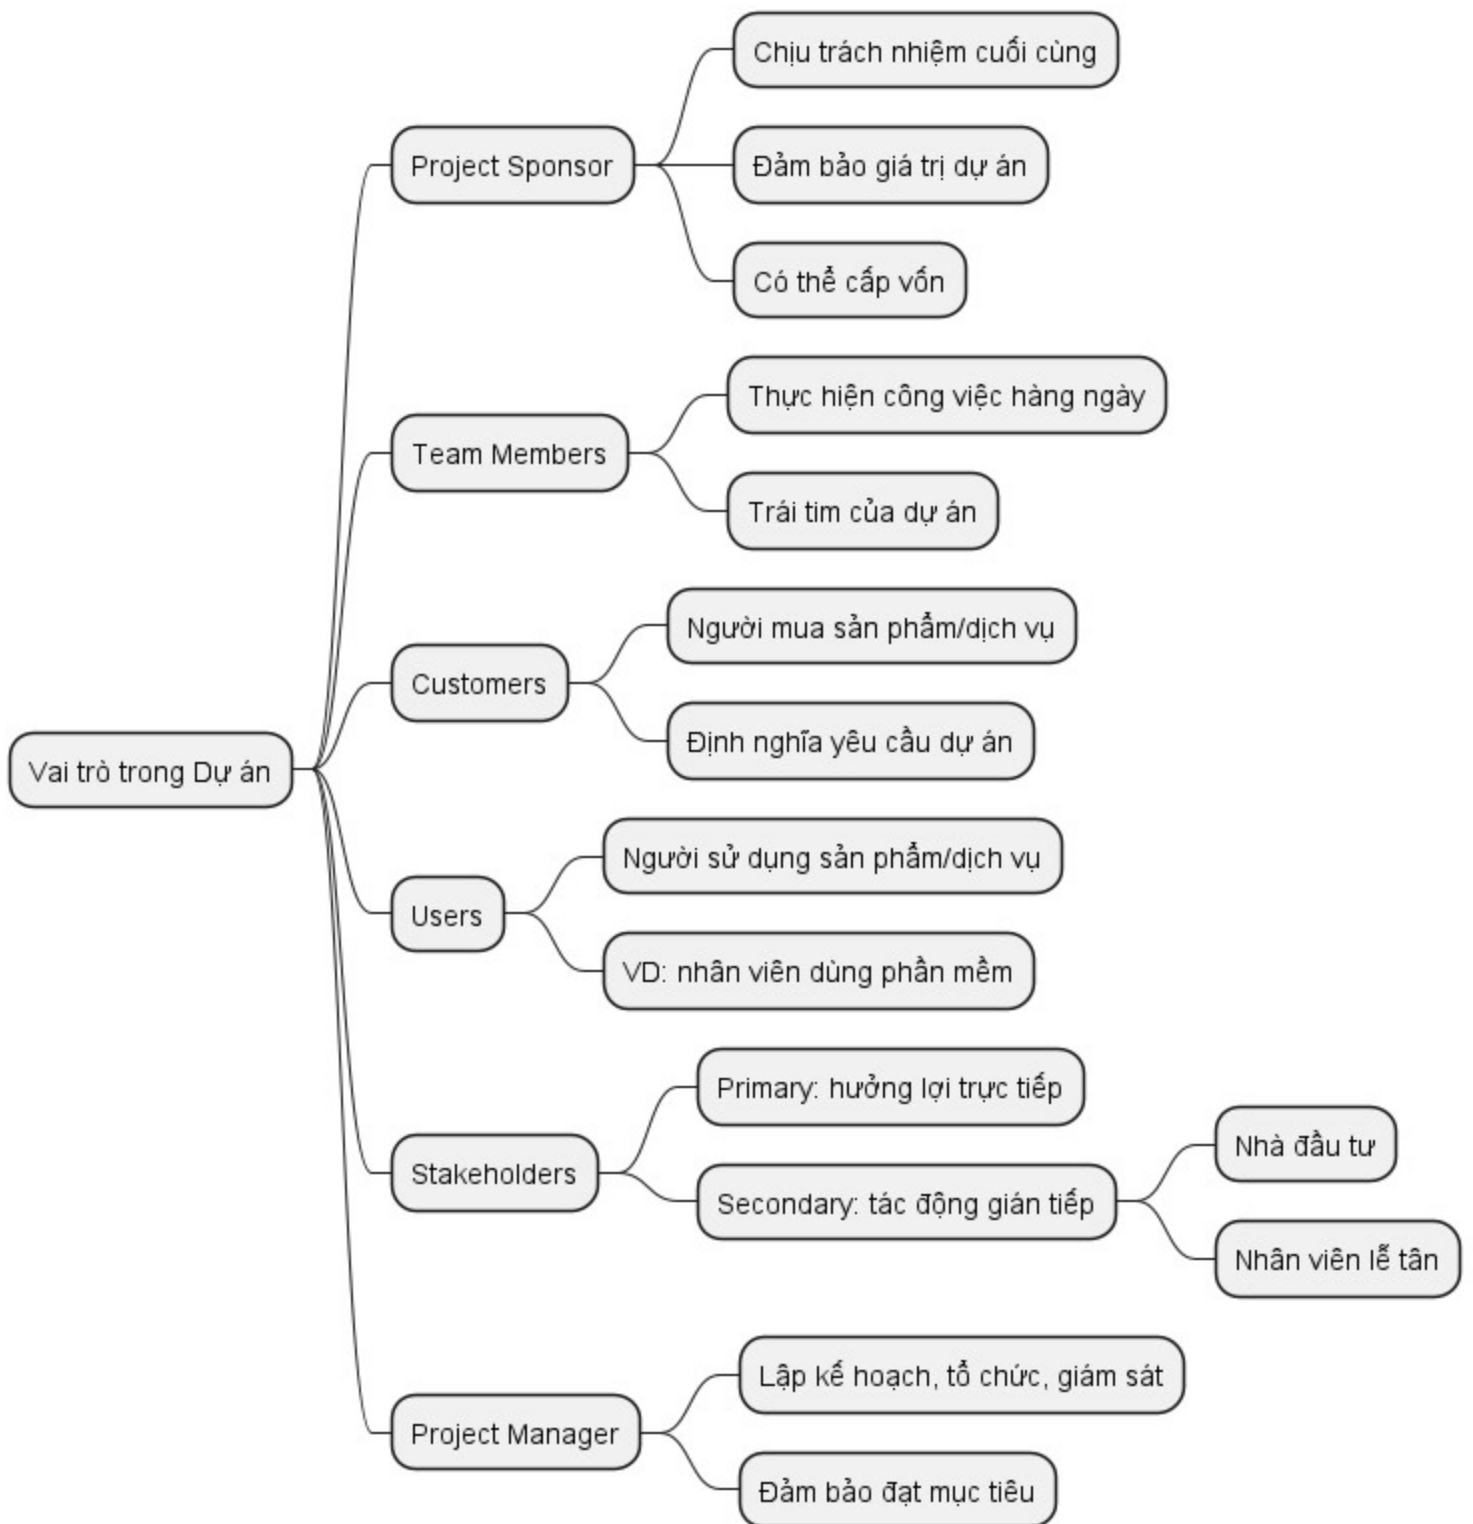 Vai trò trong Dự án
Project Sponsor
Chịu trách nhiệm cuối cùng
Đảm bảo giá trị dự án
Có thể cấp vốn
Team Members
Thực hiện công việc hàng ngày
Trái tim của dự án
Customers
Người mua sản phẩm/dịch vụ
Định nghĩa yêu cầu dự án
Users
Người sử dụng sản phẩm/dịch vụ
VD: nhân viên dùng phần mềm
Stakeholders
Primary: hưởng lợi trực tiếp
Secondary: tác động gián tiếp
Nhà đầu tư
Nhân viên lễ tân
Project Manager
Lập kế hoạch, tổ chức, giám sát
Đảm bảo đạt mục tiêu